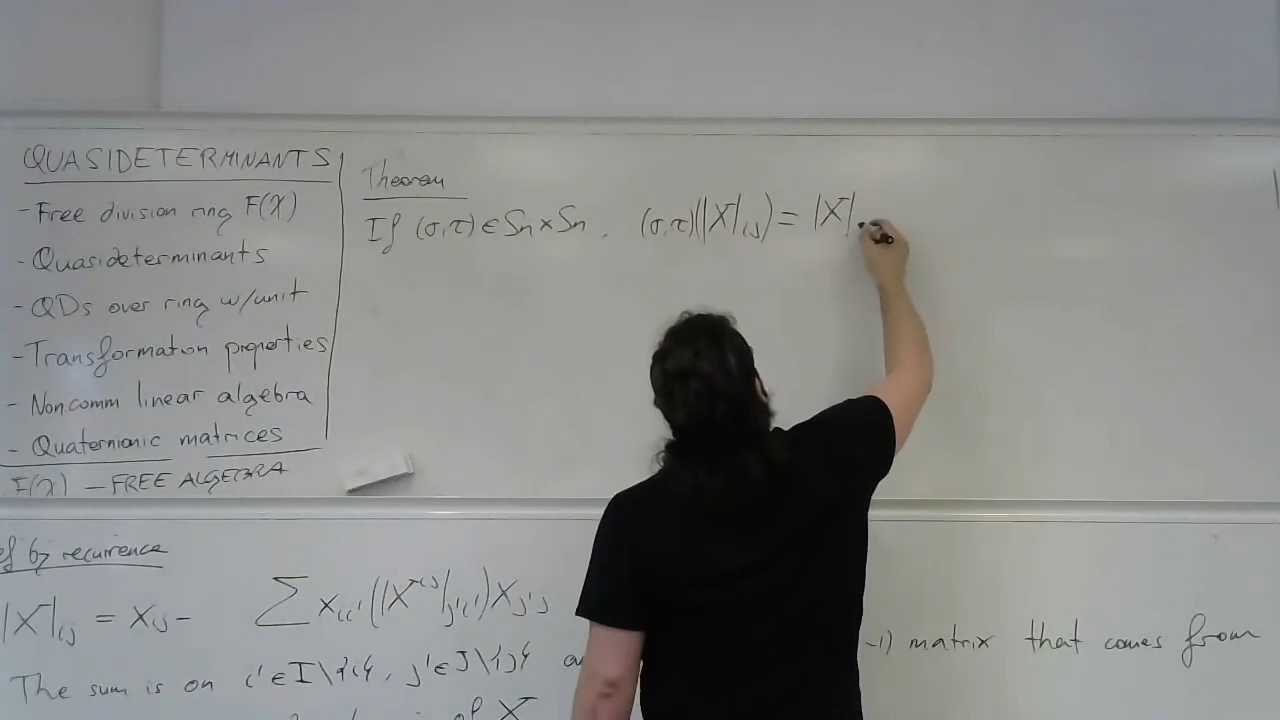 QUASIDETERMINANTS
- Free division ring F(X)
- Quasideterminants
- QDs over ring w/unit
- Transformation properties
- Noncomm linear algebra
- Quaternionic matrices
F(X) — FREE ALGEBRA
Theorem
If (σ,τ) ∈ Sn×Sn, (σ,τ)(|X|ij) = |X|
by recurrence
|X|ij = Xij - Σ Xii'((|X^ij|j'i')Xj'j
The sum is on i'∈I\{i}, j'∈J\{j}
-1) matrix that comes from
of X